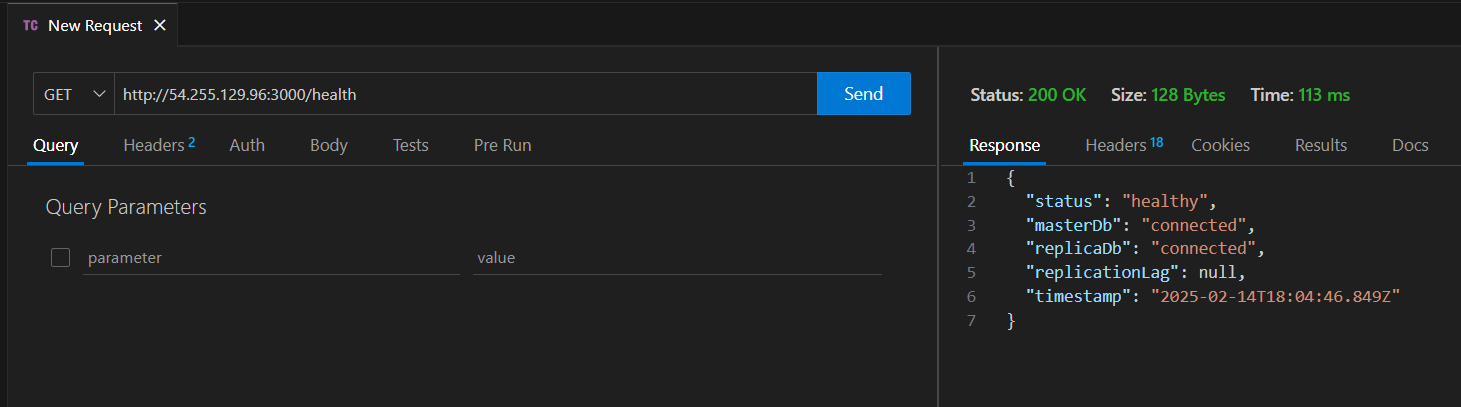 TC New Request ×
GET http://54.255.129.96:3000/health Send
Query Headers 2 Auth Body Tests Pre Run
Query Parameters
parameter value
Status: 200 OK Size: 128 Bytes Time: 113 ms
Response Headers 18 Cookies Results Docs
1 {
2 "status": "healthy",
3 "masterDb": "connected",
4 "replicaDb": "connected",
5 "replicationLag": null,
6 "timestamp": "2025-02-14T18:04:46.849Z"
7 }